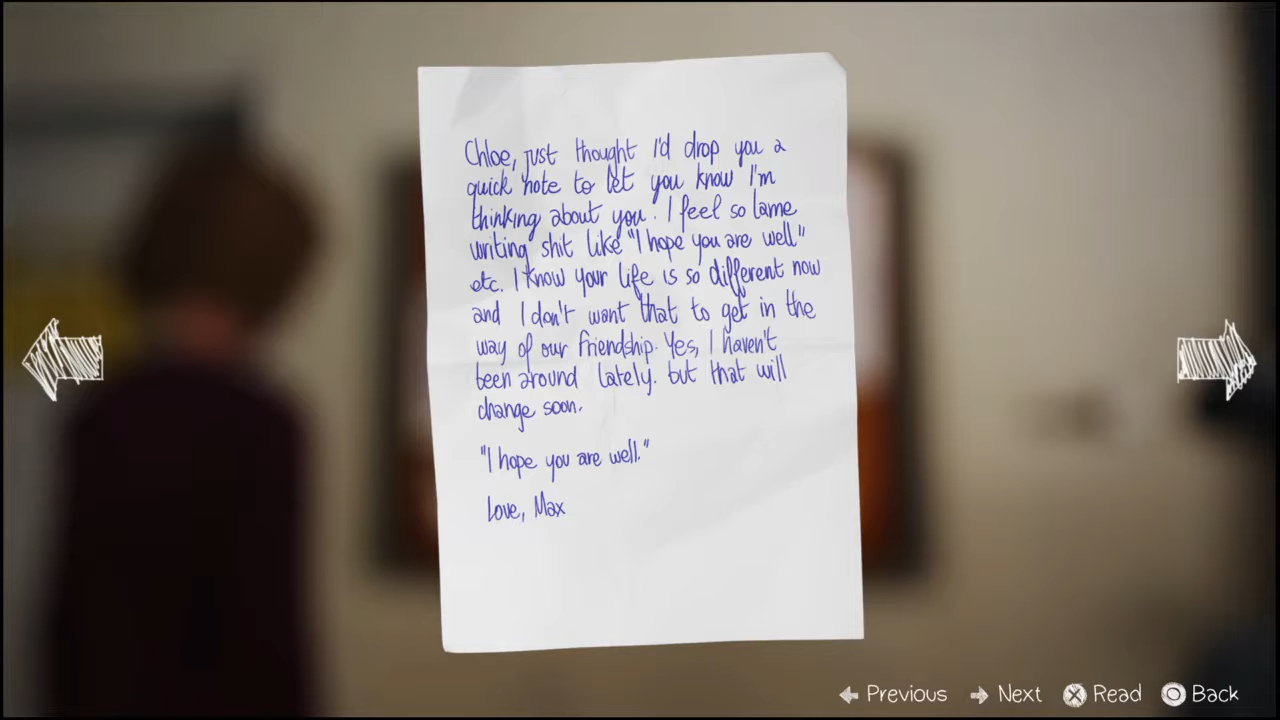 Chloe, just thought I'd drop you a
quick note to let you know I'm
thinking about you. I feel so lame
writing shit like "I hope you are well"
etc. I know your life is so different now
and I don't want that to get in the
way of our friendship. Yes, I haven't
been around lately. but that will
change soon.
"I hope you are well."
Love, Max
Previous Next Read Back